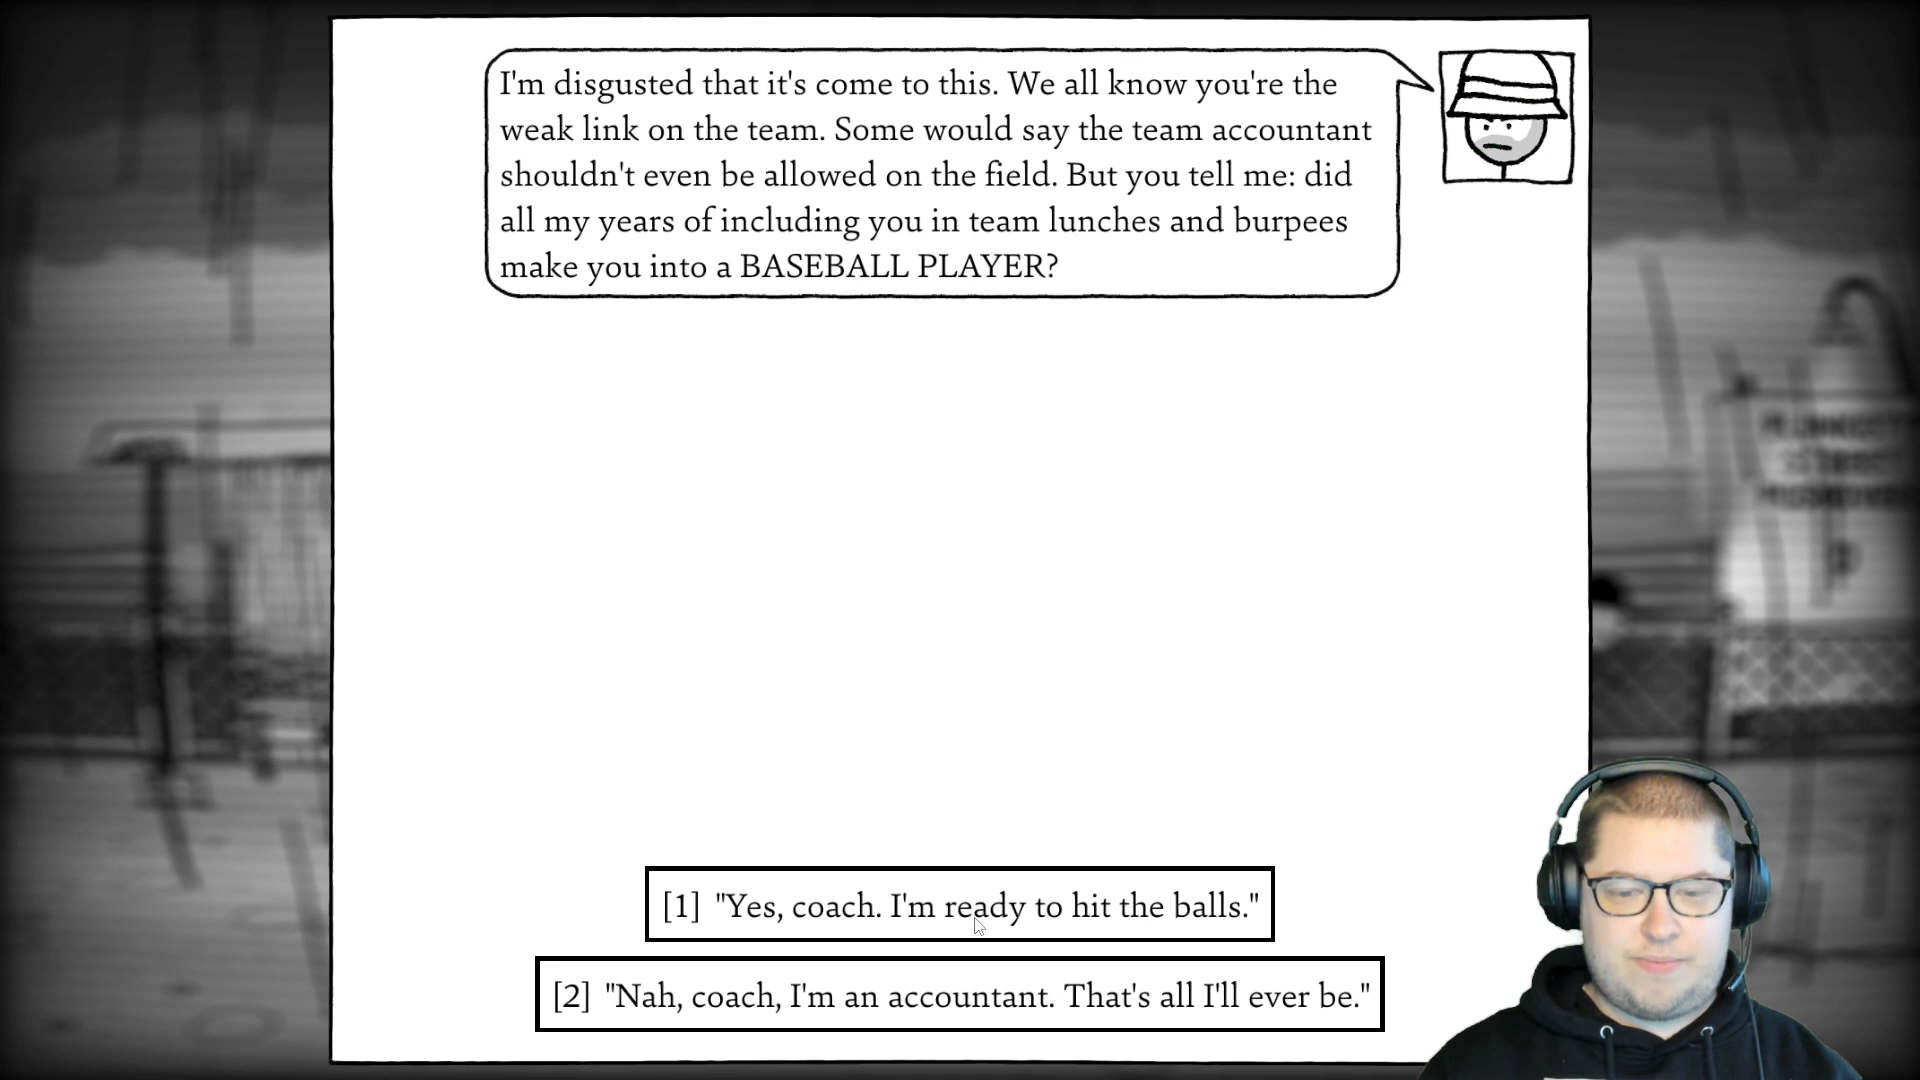 I'm disgusted that it's come to this. We all know you're the
weak link on the team. Some would say the team accountant
shouldn't even be allowed on the field. But you tell me: did
all my years of including you in team lunches and burpees
make you into a BASEBALL PLAYER?
[1] "Yes, coach. I'm ready to hit the balls."
[2] "Nah, coach, I'm an accountant. That's all I'll ever be."